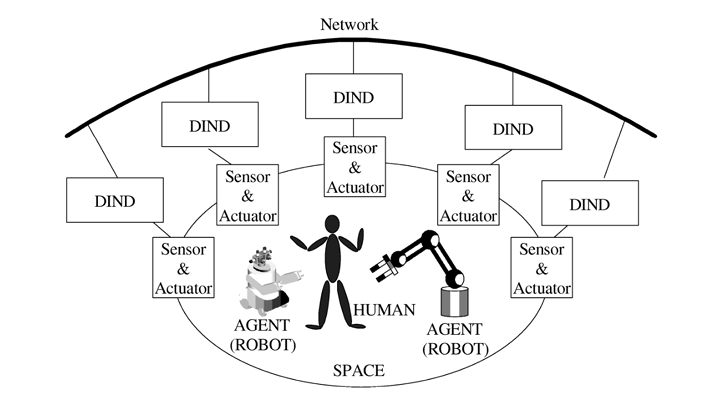 Network
DIND
DIND
DIND
DIND
DIND
Sensor
&
Actuator
Sensor
&
Actuator
Sensor
&
Actuator
Sensor
&
Actuator
Sensor
&
Actuator
HUMAN
AGENT
(ROBOT)
AGENT
(ROBOT)
SPACE